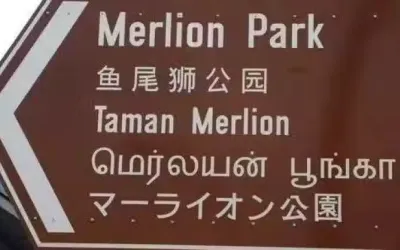 Merlion Park
鱼尾狮公园
Taman Merlion
மெர்லயன் பூங்கா
マーライオン公園